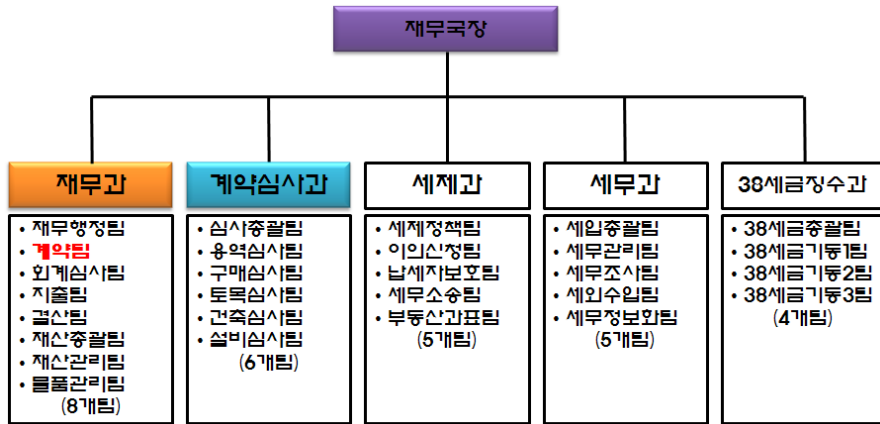 재무국장
재무과
• 재무행정팀
• 계약팀
• 회계심사팀
• 지출팀
• 결산팀
• 재산총괄팀
• 재산관리팀
• 물품관리팀
(8개팀)
계약심사과
• 심사총괄팀
• 용역심사팀
• 구매심사팀
• 토목심사팀
• 건축심사팀
• 설비심사팀
(6개팀)
세제과
• 세제정책팀
• 이의신청팀
• 납세자보호팀
• 세무소송팀
• 부동산과표팀
(5개팀)
세무과
• 세입총괄팀
• 세무관리팀
• 세무조사팀
• 세외수입팀
• 세무정보화팀
(5개팀)
38세금징수과
• 38세금총괄팀
• 38세금기동1팀
• 38세금기동2팀
• 38세금기동3팀
(4개팀)